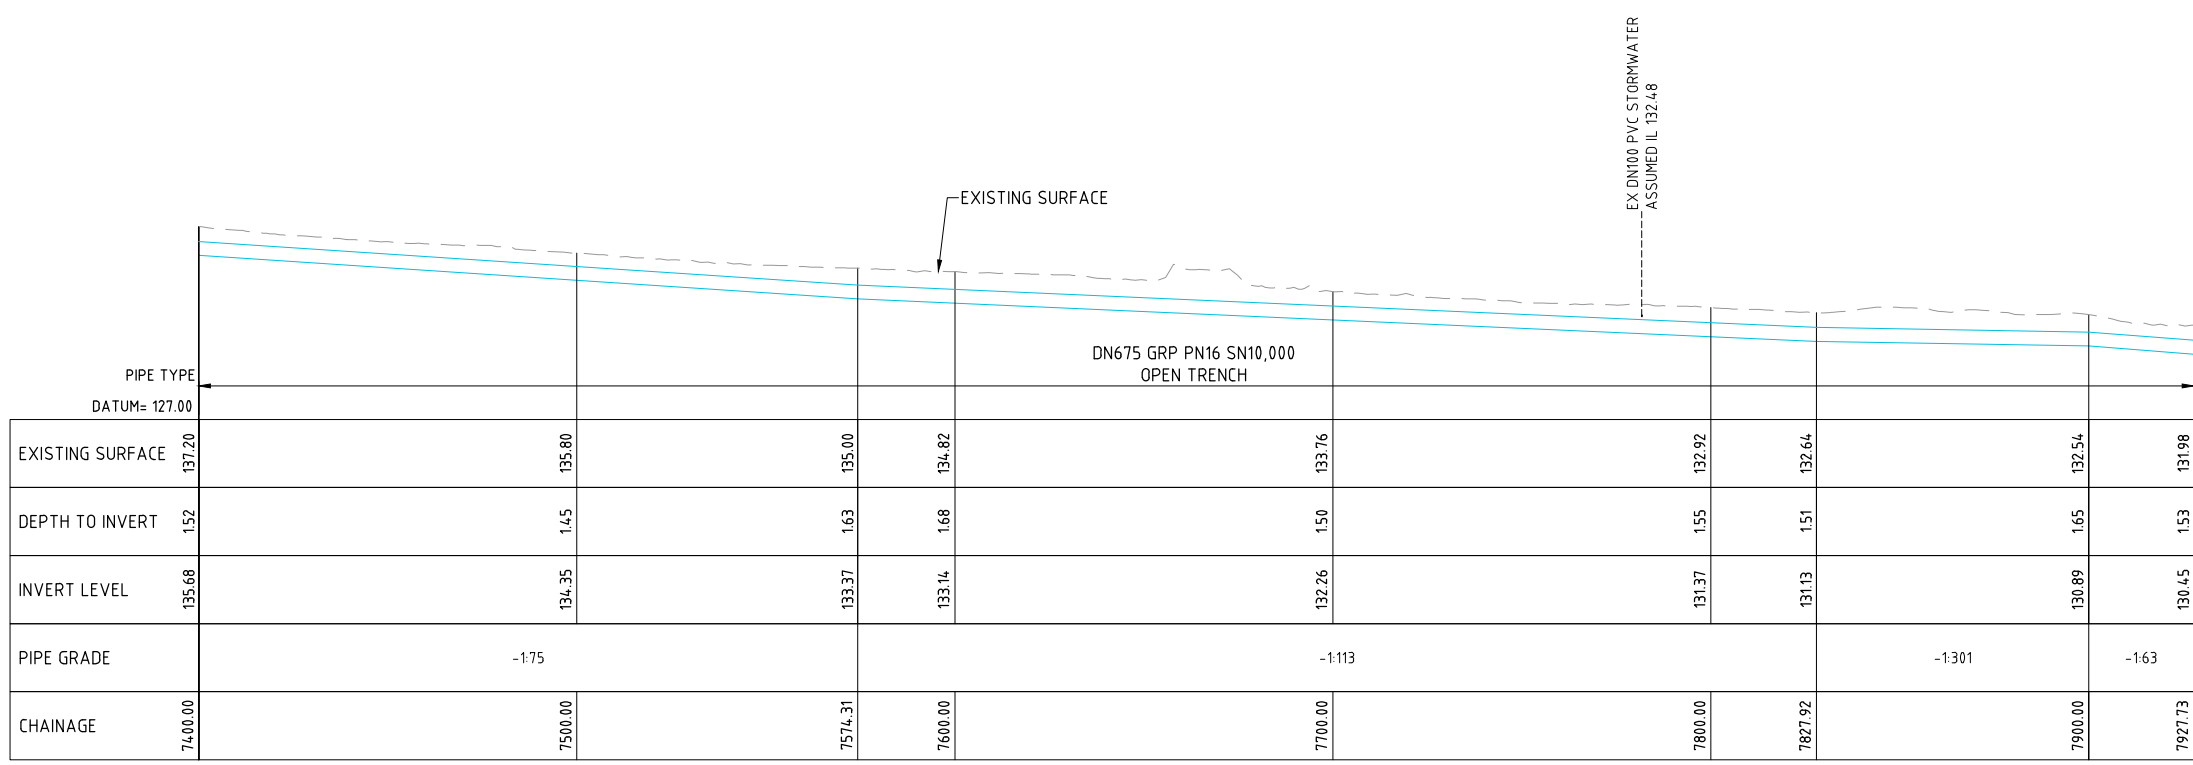 EX DN100 PVC STORMWATER
ASSUMED IL 132.48
EXISTING SURFACE
DN675 GRP PN16 SN10,000
OPEN TRENCH
PIPE TYPE
DATUM= 127.00
EXISTING SURFACE 137.20 135.80 135.00 134.82 133.76 132.92 132.64 132.54 131.98
DEPTH TO INVERT 1.52 1.45 1.63 1.68 1.50 1.55 1.51 1.65 1.53
INVERT LEVEL 135.68 134.35 133.37 133.14 132.26 131.37 131.13 130.89 130.45
PIPE GRADE -1:75 -1:113 -1:301 -1:63
CHAINAGE 7400.00 7500.00 7574.31 7600.00 7700.00 7800.00 7827.92 7900.00 7927.73